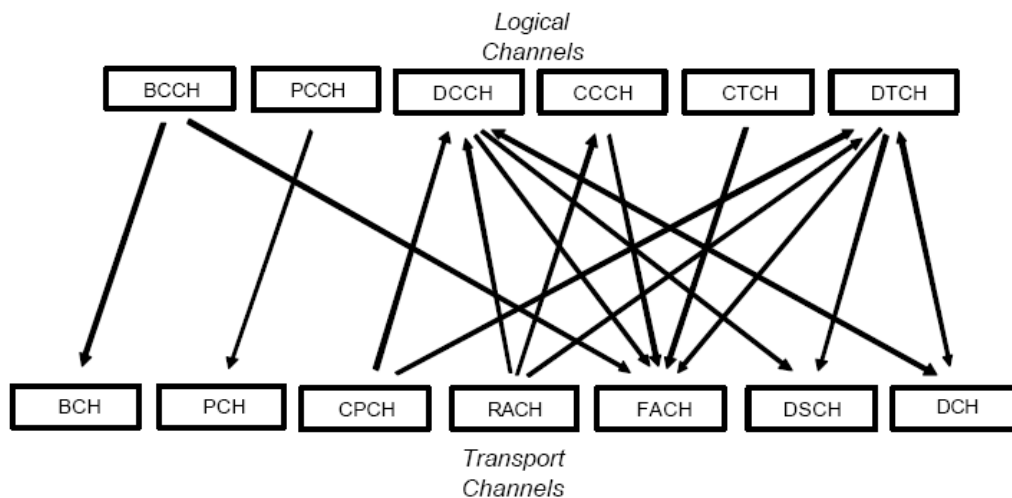 Logical
Channels
BCCH PCCH DCCH CCCH CTCH DTCH
BCH PCH CPCH RACH FACH DSCH DCH
Transport
Channels